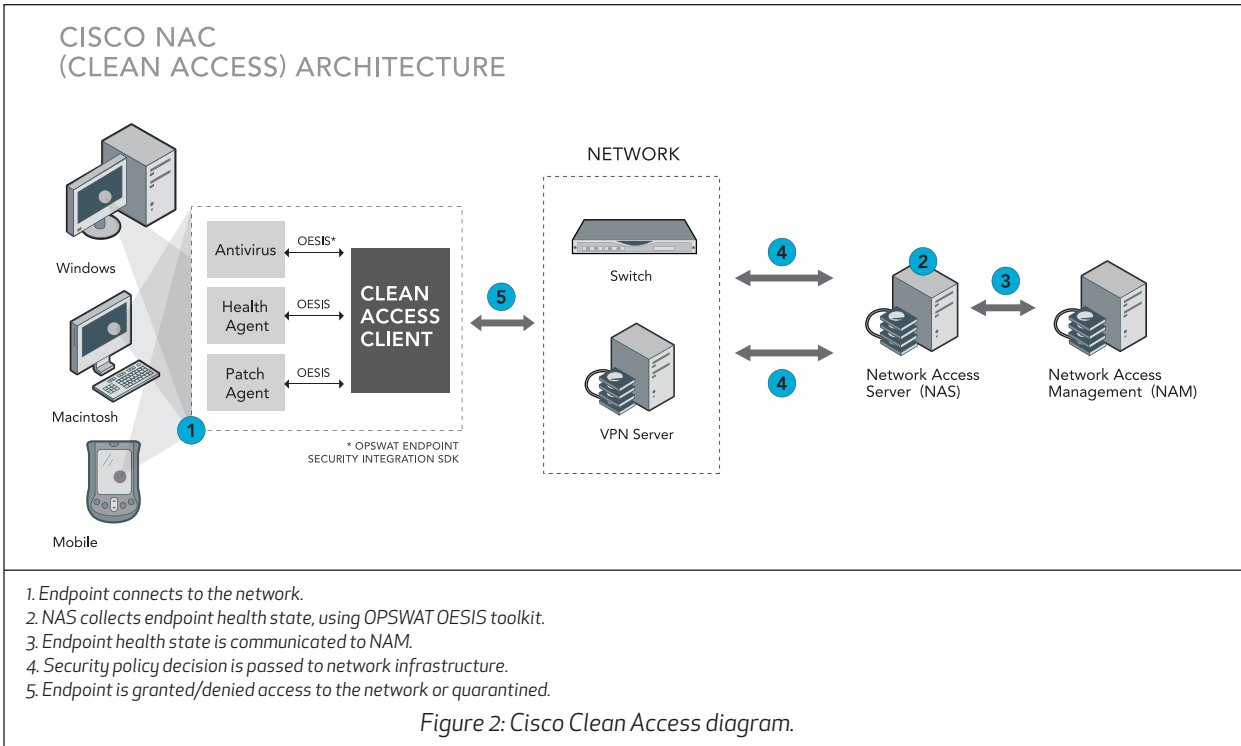 CISCO NAC
(CLEAN ACCESS) ARCHITECTURE
NETWORK
Windows
Macintosh
Mobile
1
Antivirus
OESIS*
Health
Agent
OESIS
Patch
Agent
OESIS
CLEAN
ACCESS
CLIENT
* OPSWAT ENDPOINT
SECURITY INTEGRATION SDK
5
Switch
VPN Server
4
4
2
Network Access
Server (NAS)
3
Network Access
Management (NAM)
1. Endpoint connects to the network.
2. NAS collects endpoint health state, using OPSWAT OESIS toolkit.
3. Endpoint health state is communicated to NAM.
4. Security policy decision is passed to network infrastructure.
5. Endpoint is granted/denied access to the network or quarantined.
Figure 2: Cisco Clean Access diagram.